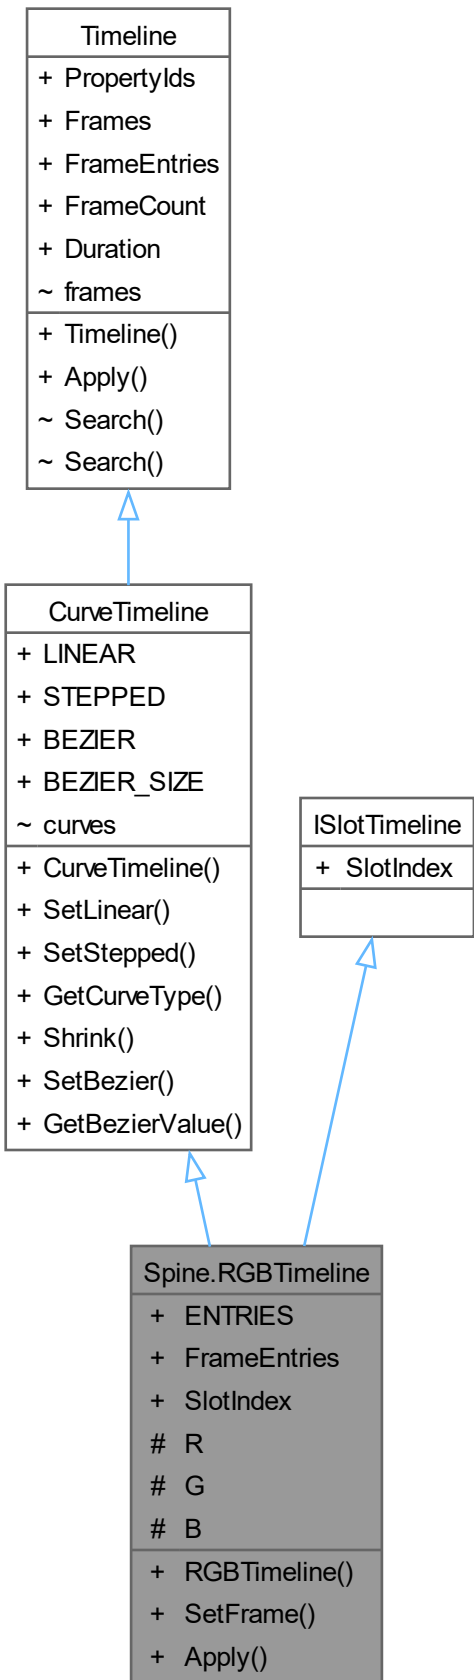 Timeline
+ PropertyIds
+ Frames
+ FrameEntries
+ FrameCount
+ Duration
~ frames
+ Timeline()
+ Apply()
~ Search()
~ Search()
CurveTimeline
+ LINEAR
+ STEPPED
+ BEZIER
+ BEZIER_SIZE
~ curves
+ CurveTimeline()
+ SetLinear()
+ SetStepped()
+ GetCurveType()
+ Shrink()
+ SetBezier()
+ GetBezierValue()
ISlotTimeline
+ SlotIndex
Spine.RGBTimeline
+ ENTRIES
+ FrameEntries
+ SlotIndex
# R
# G
# B
+ RGBTimeline()
+ SetFrame()
+ Apply()